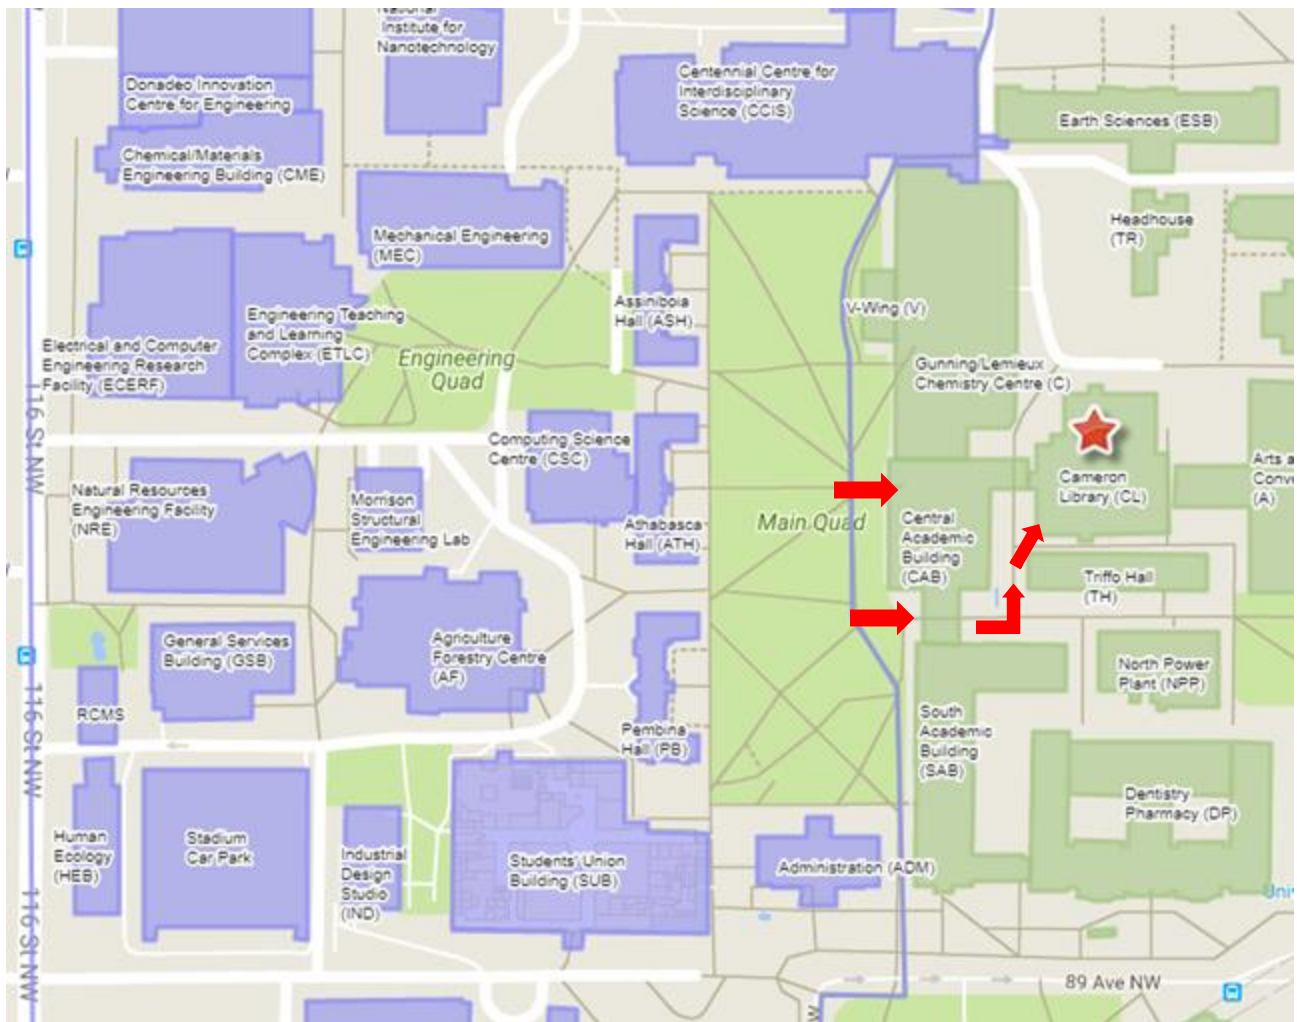 National
Institute for
Nanotechnology
Donadeo Innovation
Centre for Engineering
Centennial Centre for
Interdisciplinary
Science (CCIS)
Earth Sciences (ESB)
Chemical/Materials
Engineering Building (CME)
Mechanical Engineering
(MEC)
Headhouse
(TR)
Assiniboia
Hall (ASH)
V-Wing (V)
Engineering Teaching
and Learning
Complex (ETLC)
Electrical and Computer
Engineering Research
Facility (ECERF)
Engineering
Quad
Gunning/Lemieux
Chemistry Centre (C)
116 St NW
Computing Science
Centre (CSC)
Cameron
Library (CL)
Arts a
Conv
(A)
Natural Resources
Engineering Facility
(NRE)
Morrison
Structural
Engineering Lab
Athabasca
Hall (ATH)
Main Quad
Central
Academic
Building
(CAB)
Triffo Hall
(TH)
General Services
Building (GSB)
Agriculture
Forestry Centre
(AF)
North Power
Plant (NPP)
RCMS
116 St NW
Pembina
Hall (PB)
South
Academic
Building
(SAB)
Dentistry
Pharmacy (DP)
Human
Ecology
(HEB)
Stadium
Car Park
Industrial
Design
Studio
(IND)
Students' Union
Building (SUB)
Administration (ADM)
Univ
116 St NW
89 Ave NW